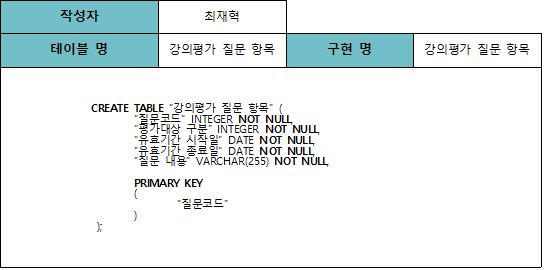 작성자 최재혁
테이블 명 강의평가 질문 항목 구현 명 강의평가 질문 항목
CREATE TABLE "강의평가 질문 항목" (
"질문코드" INTEGER NOT NULL,
"평가대상 구분" INTEGER NOT NULL,
"유효기간 시작일" DATE NOT NULL,
"유효기간 종료일" DATE NOT NULL,
"질문 내용" VARCHAR(255) NOT NULL,
PRIMARY KEY
(
"질문코드"
)
);